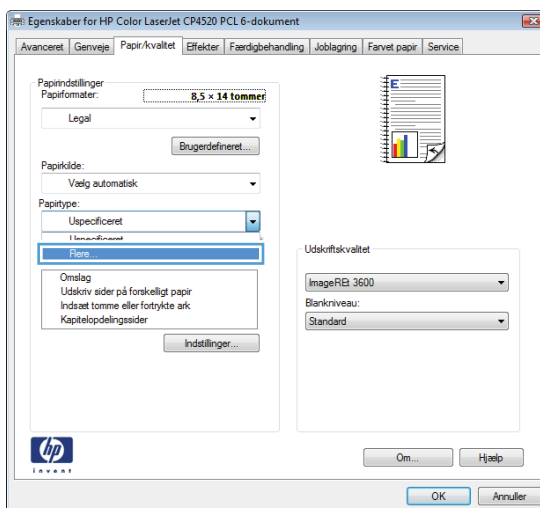 Egenskaber for HP Color LaserJet CP4520 PCL 6-dokument
Avanceret Genveje Papir/kvalitet Effekter Færdigbehandling Joblagring Farvet papir Service
Papirindstillinger
Papirformater: 8,5 × 14 tommer
Legal
Brugerdefineret...
Papirkilde:
Vælg automatisk
Papirtype:
Uspecificeret
Uspecificeret
Flere...
Omslag
Udskriv sider på forskelligt papir
Indsæt tomme eller fortrykte ark
Kapitelopdelingssider
Indstillinger...
E
Udskriftskvalitet
ImageREt 3600
Blankniveau:
Standard
hp
invent
Om... Hjælp
OK Annuller